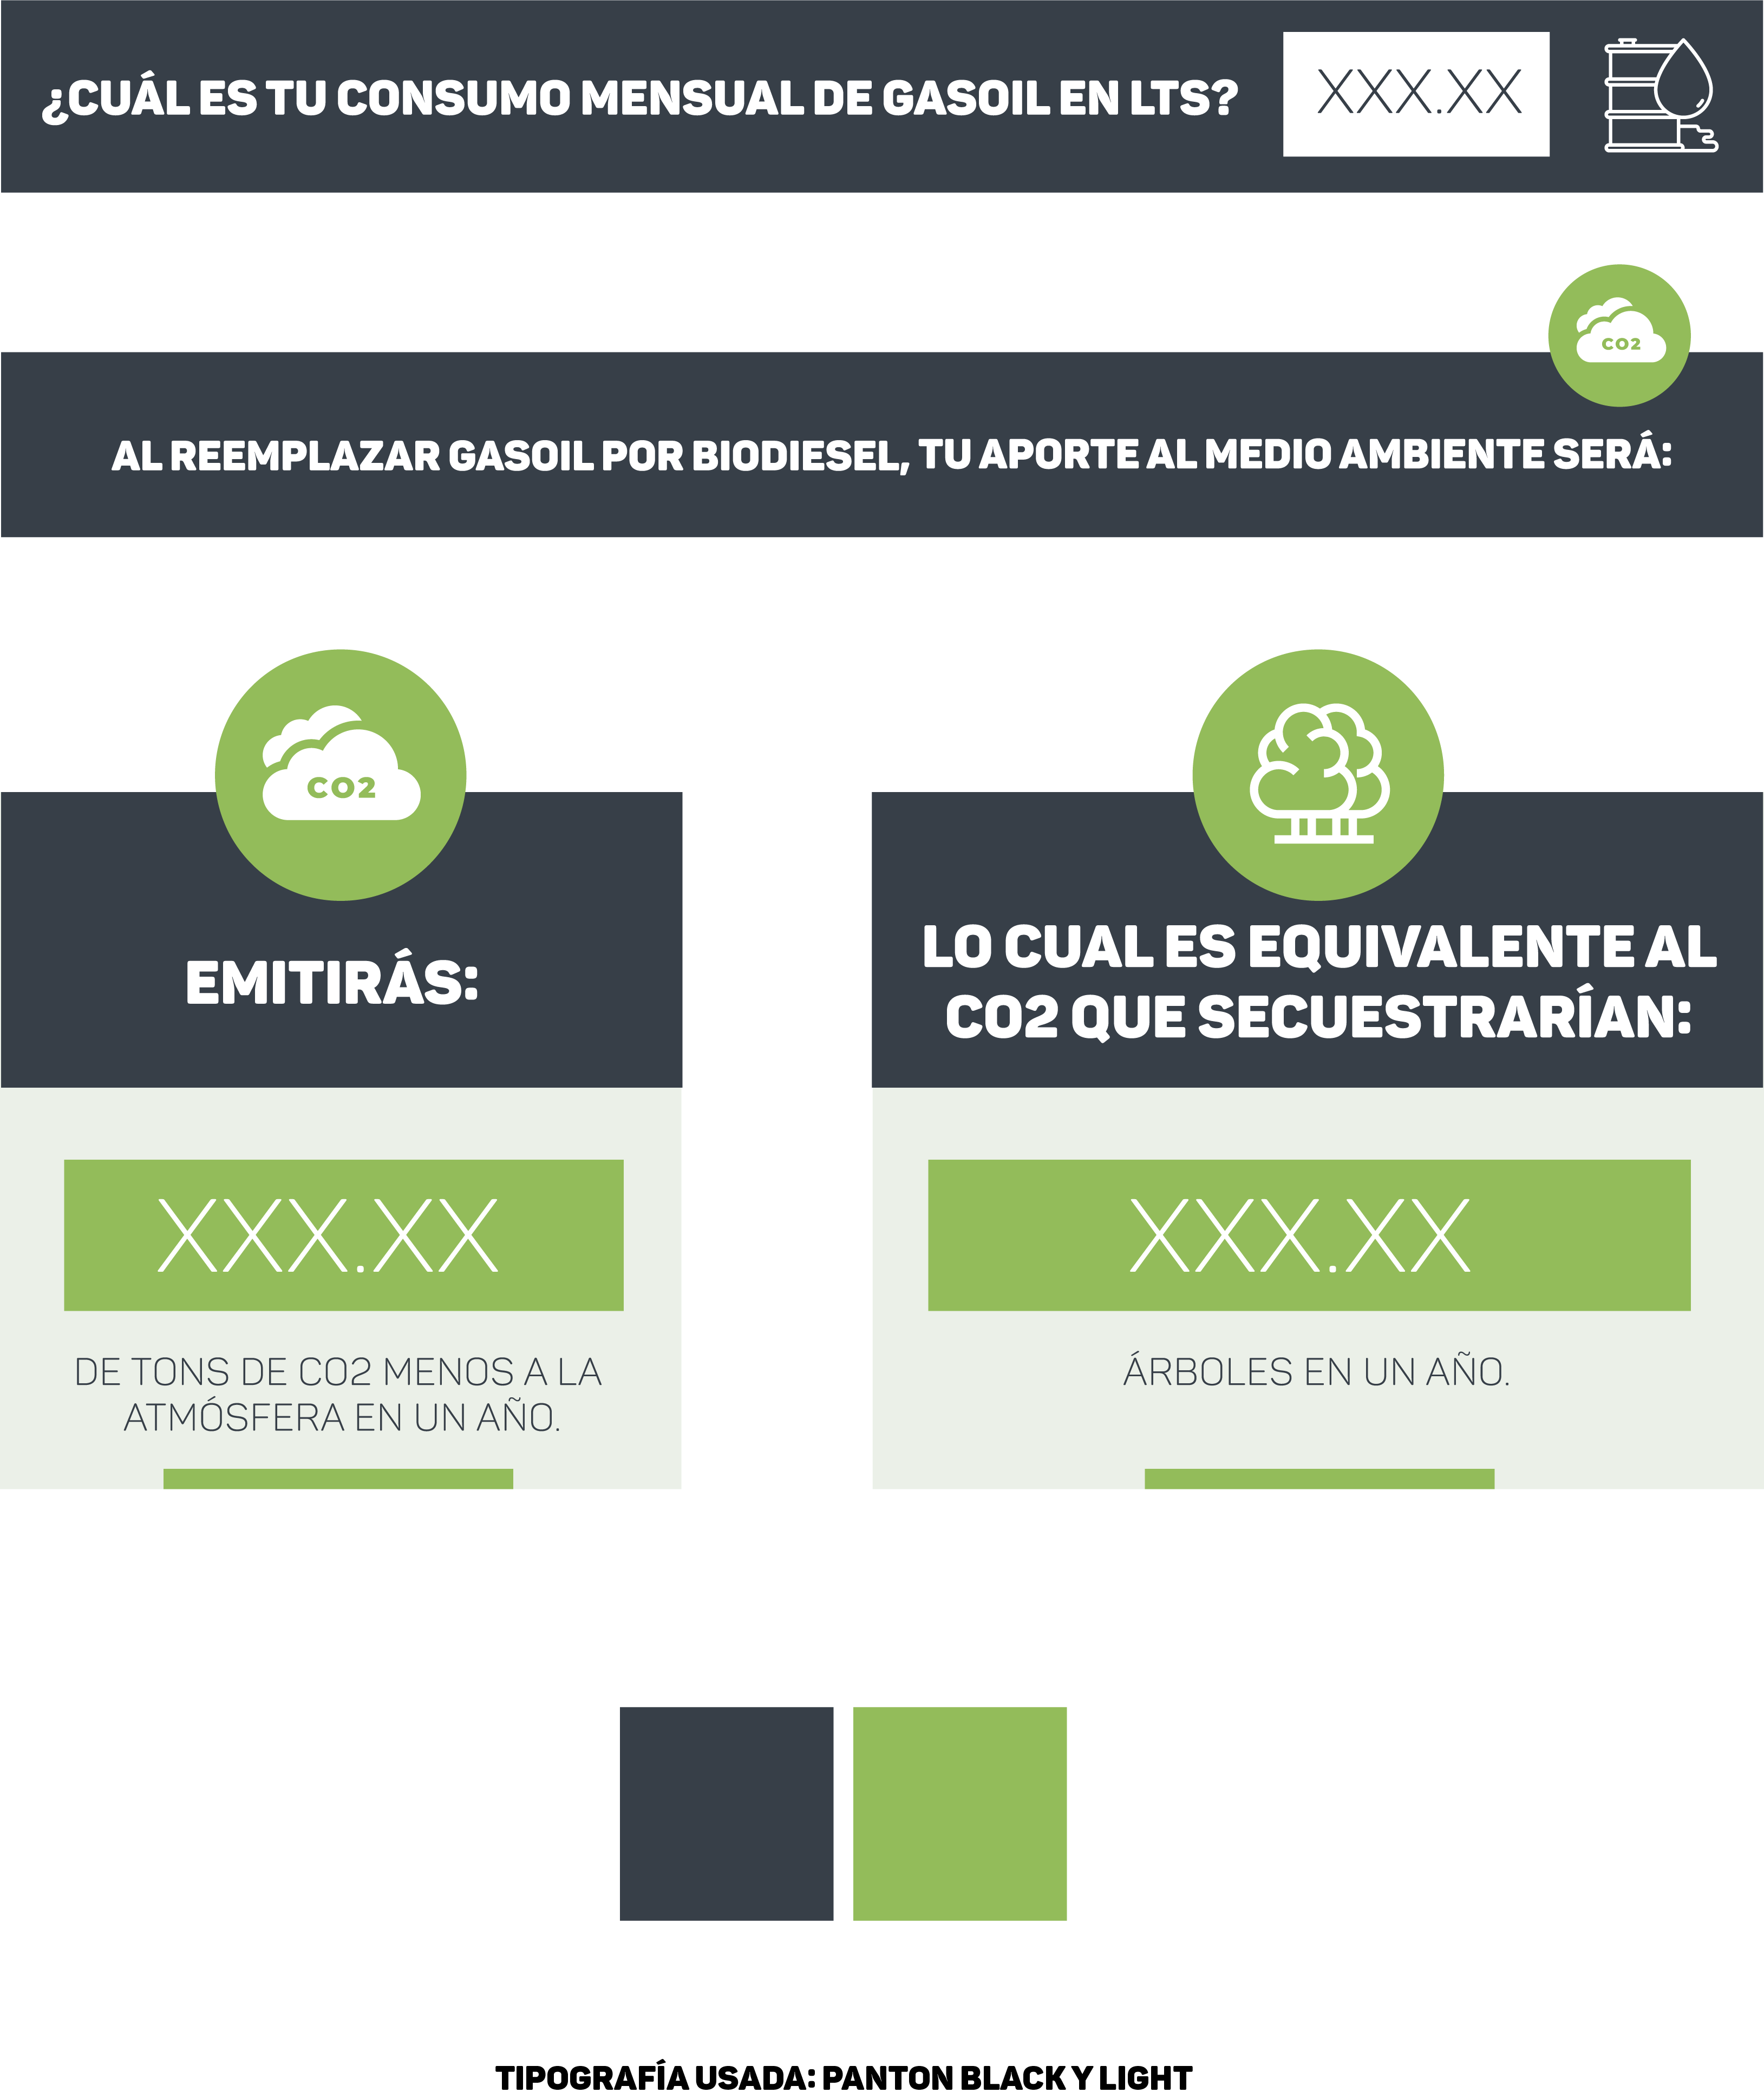 ¿CUÁL ES TU CONSUMO MENSUAL DE GASOIL EN LTS?
XXX.XX
CO2
AL REEMPLAZAR GASOIL POR BIODIESEL, TU APORTE AL MEDIO AMBIENTE SERÁ:
CO2
EMITIRÁS:
XXX.XX
DE TONS DE CO2 MENOS A LA
ATMÓSFERA EN UN AÑO.
LO CUAL ES EQUIVALENTE AL
CO2 QUE SECUESTRARÍAN:
XXX.XX
ÁRBOLES EN UN AÑO.
TIPOGRAFÍA USADA: PANTON BLACK Y LIGHT